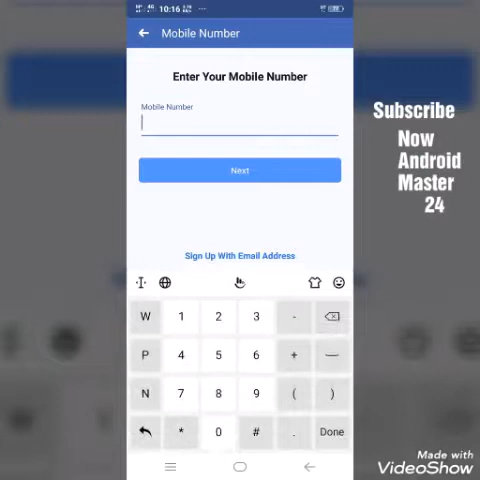 10:16
Mobile Number
Enter Your Mobile Number
Mobile Number
Next
Sign Up With Email Address
W 1 2 3 -
P 4 5 6 +
N 7 8 9 ( )
* 0 # . Done
Subscribe
Now
Android
Master
24
Made with
VideoShow